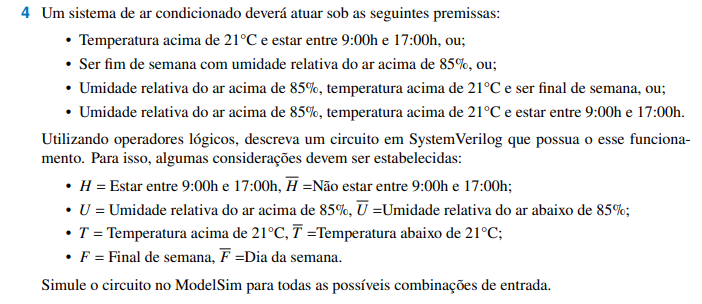 4 Um sistema de ar condicionado deverá atuar sob as seguintes premissas:
• Temperatura acima de 21°C e estar entre 9:00h e 17:00h, ou;
• Ser fim de semana com umidade relativa do ar acima de 85%, ou;
• Umidade relativa do ar acima de 85%, temperatura acima de 21°C e ser final de semana, ou;
• Umidade relativa do ar acima de 85%, temperatura acima de 21°C e estar entre 9:00h e 17:00h.
Utilizando operadores lógicos, descreva um circuito em SystemVerilog que possua o esse funciona-
mento. Para isso, algumas considerações devem ser estabelecidas:
• H = Estar entre 9:00h e 17:00h, H̅ =Não estar entre 9:00h e 17:00h;
• U = Umidade relativa do ar acima de 85%, U̅ =Umidade relativa do ar abaixo de 85%;
• T = Temperatura acima de 21°C, T̅ =Temperatura abaixo de 21°C;
• F = Final de semana, F̅ =Dia da semana.
Simule o circuito no ModelSim para todas as possíveis combinações de entrada.